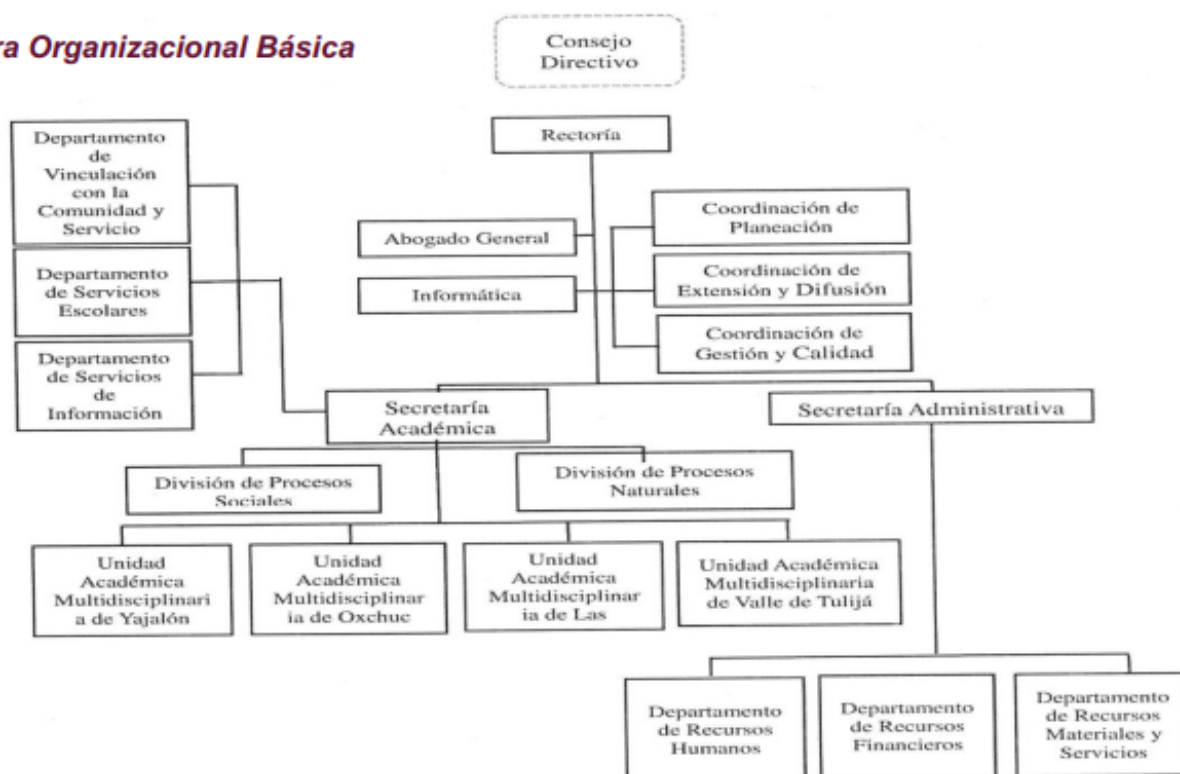 ra Organizacional Básica
Consejo
Directivo
Rectoría
Departamento
de
Vinculación
con la
Comunidad y
Servicio
Abogado General
Coordinación de
Planeación
Departamento
de Servicios
Escolares
Informática
Coordinación de
Extensión y Difusión
Coordinación de
Gestión y Calidad
Departamento
de Servicios
de
Información
Secretaría
Académica
Secretaría Administrativa
División de Procesos
Sociales
División de Procesos
Naturales
Unidad
Académica
Multidisciplinari
a de Yajalón
Unidad
Académica
Multidisciplinar
ia de Oxchuc
Unidad
Académica
Multidisciplinar
ia de Las
Unidad Académica
Multidisciplinaria
de Valle de Tulijá
Departamento
de Recursos
Humanos
Departamento
de Recursos
Financieros
Departamento
de Recursos
Materiales y
Servicios